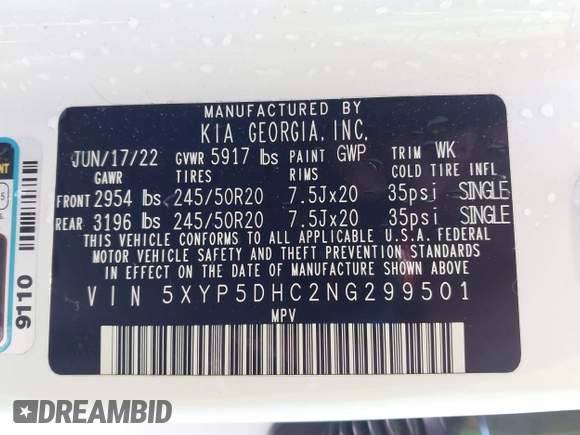 MANUFACTURED BY
KIA GEORGIA, INC.
JUN/17/22 GVWR 5917 lbs PAINT GWP TRIM WK
GAWR TIRES RIMS COLD TIRE INFL
FRONT 2954 lbs 245/50R20 7.5Jx20 35psi SINGLE
REAR 3196 lbs 245/50R20 7.5Jx20 35psi SINGLE
THIS VEHICLE CONFORMS TO ALL APPLICABLE U.S.A. FEDERAL
MOTOR VEHICLE SAFETY AND THEFT PREVENTION STANDARDS
IN EFFECT ON THE DATE OF MANUFACTURE SHOWN ABOVE.
VIN 5XYP5DHC2NG299501
MPV
9110
DREAMBID